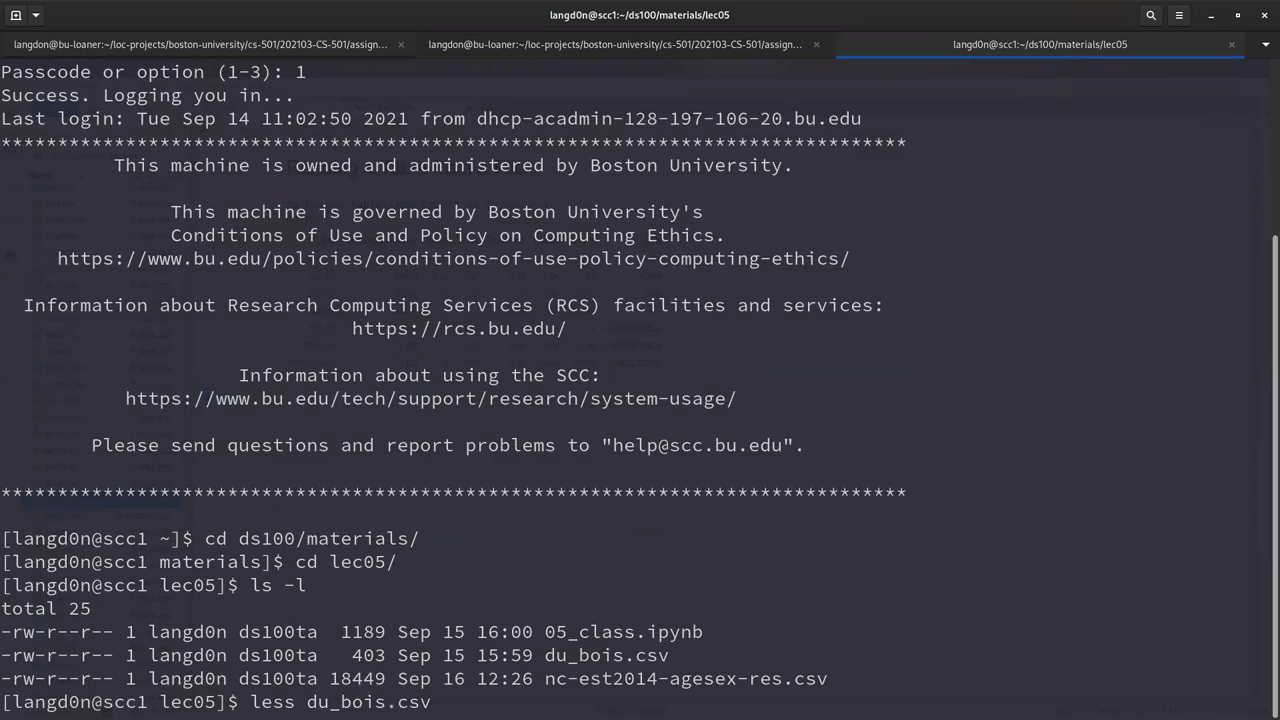 langd0n@scc1:~/ds100/materials/lec05
langdon@bu-loaner:~/loc-projects/boston-university/cs-501/202103-CS-501/assign...
langdon@bu-loaner:~/loc-projects/boston-university/cs-501/202103-CS-501/assign...
langd0n@scc1:~/ds100/materials/lec05
Passcode or option (1-3): 1
Success. Logging you in...
Last login: Tue Sep 14 11:02:50 2021 from dhcp-acadmin-128-197-106-20.bu.edu
********************************************************************************
This machine is owned and administered by Boston University.
This machine is governed by Boston University's
Conditions of Use and Policy on Computing Ethics.
https://www.bu.edu/policies/conditions-of-use-policy-computing-ethics/
Information about Research Computing Services (RCS) facilities and services:
https://rcs.bu.edu/
Information about using the SCC:
https://www.bu.edu/tech/support/research/system-usage/
Please send questions and report problems to "help@scc.bu.edu".
********************************************************************************
[langd0n@scc1 ~]$ cd ds100/materials/
[langd0n@scc1 materials]$ cd lec05/
[langd0n@scc1 lec05]$ ls -l
total 25
-rw-r--r-- 1 langd0n ds100ta  1189 Sep 15 16:00 05_class.ipynb
-rw-r--r-- 1 langd0n ds100ta   403 Sep 15 15:59 du_bois.csv
-rw-r--r-- 1 langd0n ds100ta 18449 Sep 16 12:26 nc-est2014-agesex-res.csv
[langd0n@scc1 lec05]$ less du_bois.csv